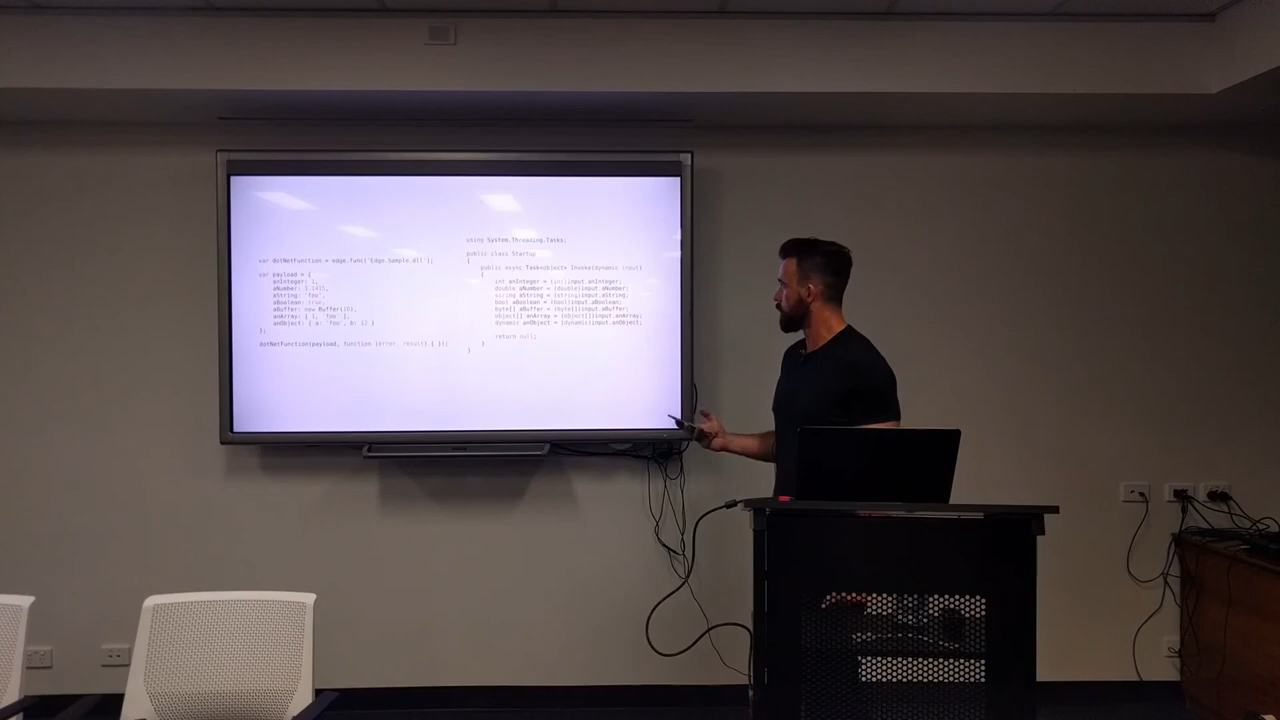 var dotNetFunction = edge.func('Edge.Sample.dll');
var payload = {
anInteger: 1,
aNumber: 3.1415,
aString: 'foo',
aBoolean: true,
aBuffer: new Buffer(10),
anArray: [ 1, 'foo' ],
anObject: { a: 'foo', b: 12 }
};
dotNetFunction(payload, function (error, result) { });
using System.Threading.Tasks;
public class Startup
{
public async Task<object> Invoke(dynamic input)
{
int anInteger = (int)input.anInteger;
double aNumber = (double)input.aNumber;
string aString = (string)input.aString;
bool aBoolean = (bool)input.aBoolean;
byte[] aBuffer = (byte[])input.aBuffer;
object[] anArray = (object[])input.anArray;
dynamic anObject = (dynamic)input.anObject;
return null;
}
}